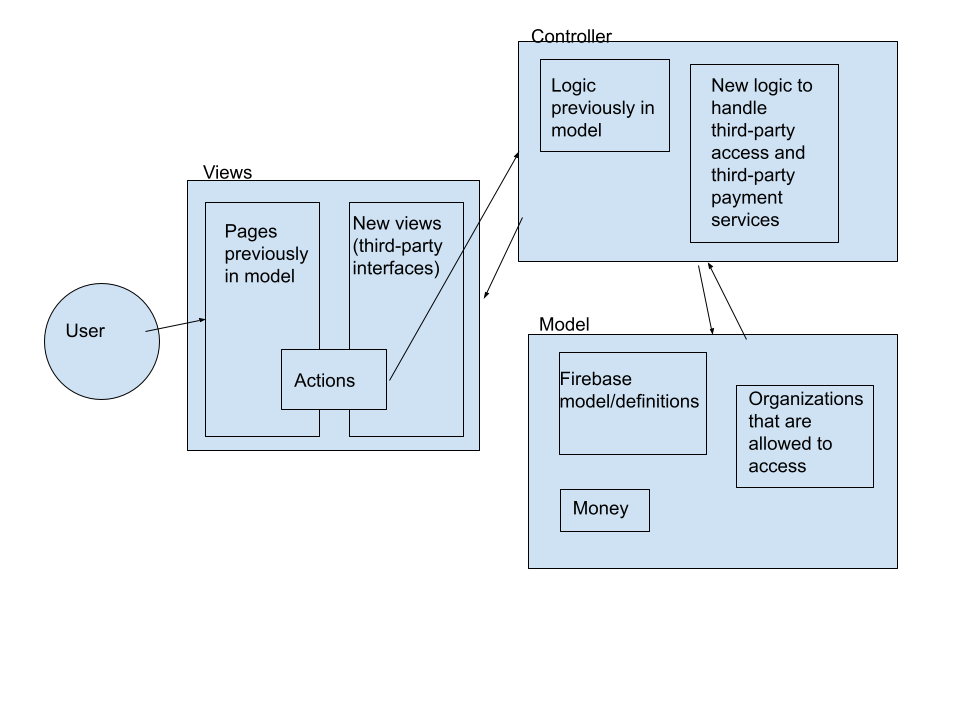 Controller
Logic
previously in
model
New logic to
handle
third-party
access and
third-party
payment
services
Views
Pages
previously
in model
New views
(third-party
interfaces)
User
Actions
Model
Firebase
model/definitions
Organizations
that are
allowed to
access
Money